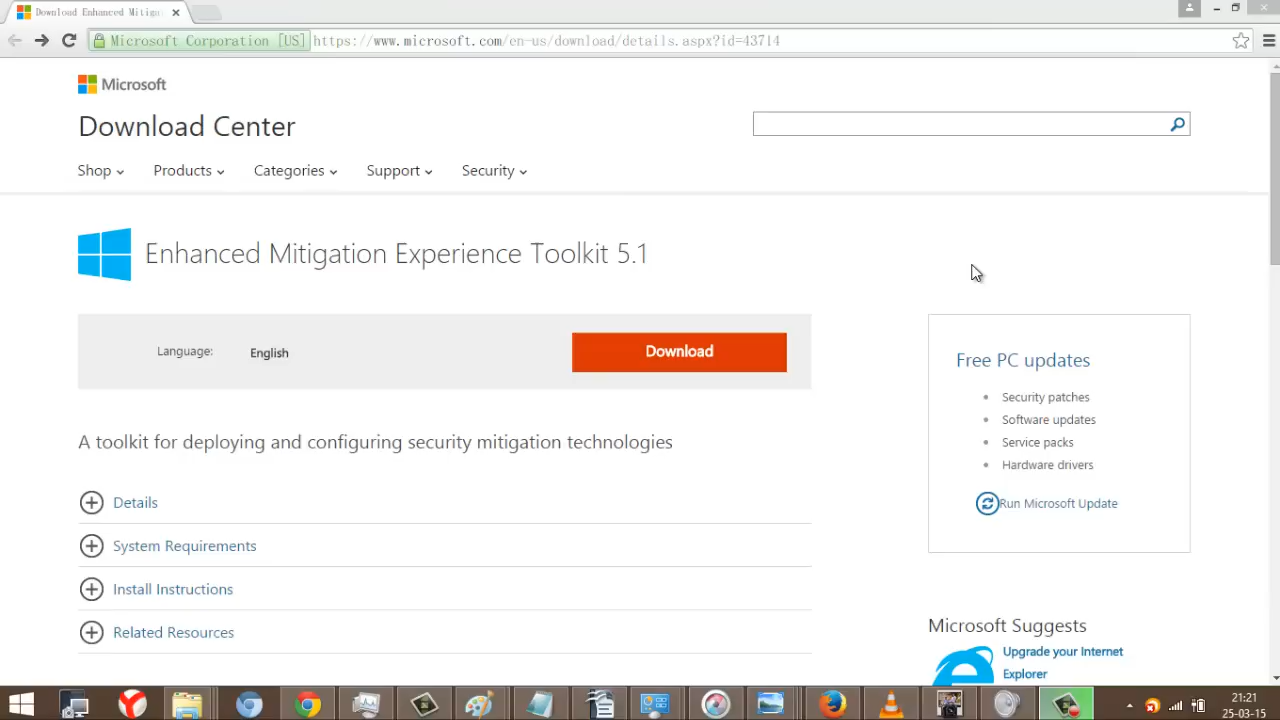 Download Enhanced Mitiga
Microsoft Corporation [US] https://www.microsoft.com/en-us/download/details.aspx?id=43714
Microsoft
Download Center
Shop Products Categories Support Security
Enhanced Mitigation Experience Toolkit 5.1
Language: English Download
A toolkit for deploying and configuring security mitigation technologies
Details
System Requirements
Install Instructions
Related Resources
Free PC updates
Security patches
Software updates
Service packs
Hardware drivers
Run Microsoft Update
Microsoft Suggests
Upgrade your Internet
Explorer
21:21
25-03-15